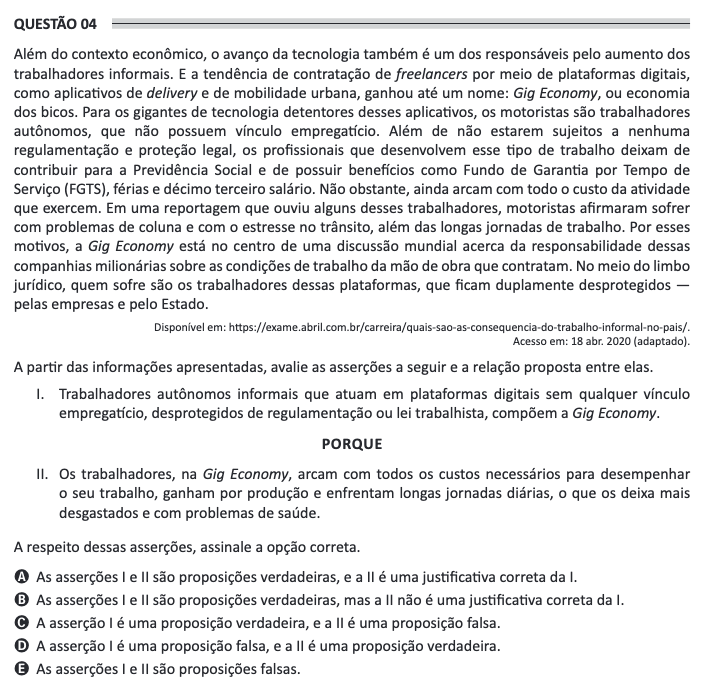 QUESTÃO 04
Além do contexto econômico, o avanço da tecnologia também é um dos responsáveis pelo aumento dos
trabalhadores informais. E a tendência de contratação de freelancers por meio de plataformas digitais,
como aplicativos de delivery e de mobilidade urbana, ganhou até um nome: Gig Economy, ou economia
dos bicos. Para os gigantes de tecnologia detentores desses aplicativos, os motoristas são trabalhadores
autônomos, que não possuem vínculo empregatício. Além de não estarem sujeitos a nenhuma
regulamentação e proteção legal, os profissionais que desenvolvem esse tipo de trabalho deixam de
contribuir para a Previdência Social e de possuir benefícios como Fundo de Garantia por Tempo de
Serviço (FGTS), férias e décimo terceiro salário. Não obstante, ainda arcam com todo o custo da atividade
que exercem. Em uma reportagem que ouviu alguns desses trabalhadores, motoristas afirmaram sofrer
com problemas de coluna e com o estresse no trânsito, além das longas jornadas de trabalho. Por esses
motivos, a Gig Economy está no centro de uma discussão mundial acerca da responsabilidade dessas
companhias milionárias sobre as condições de trabalho da mão de obra que contratam. No meio do limbo
jurídico, quem sofre são os trabalhadores dessas plataformas, que ficam duplamente desprotegidos —
pelas empresas e pelo Estado.
Disponível em: https://exame.abril.com.br/carreira/quais-sao-as-consequencia-do-trabalho-informal-no-pais/.
Acesso em: 18 abr. 2020 (adaptado).
A partir das informações apresentadas, avalie as asserções a seguir e a relação proposta entre elas.
I. Trabalhadores autônomos informais que atuam em plataformas digitais sem qualquer vínculo
empregatício, desprotegidos de regulamentação ou lei trabalhista, compõem a Gig Economy.
PORQUE
II. Os trabalhadores, na Gig Economy, arcam com todos os custos necessários para desempenhar
o seu trabalho, ganham por produção e enfrentam longas jornadas diárias, o que os deixa mais
desgastados e com problemas de saúde.
A respeito dessas asserções, assinale a opção correta.
A As asserções I e II são proposições verdadeiras, e a II é uma justificativa correta da I.
B As asserções I e II são proposições verdadeiras, mas a II não é uma justificativa correta da I.
C A asserção I é uma proposição verdadeira, e a II é uma proposição falsa.
D A asserção I é uma proposição falsa, e a II é uma proposição verdadeira.
E As asserções I e II são proposições falsas.